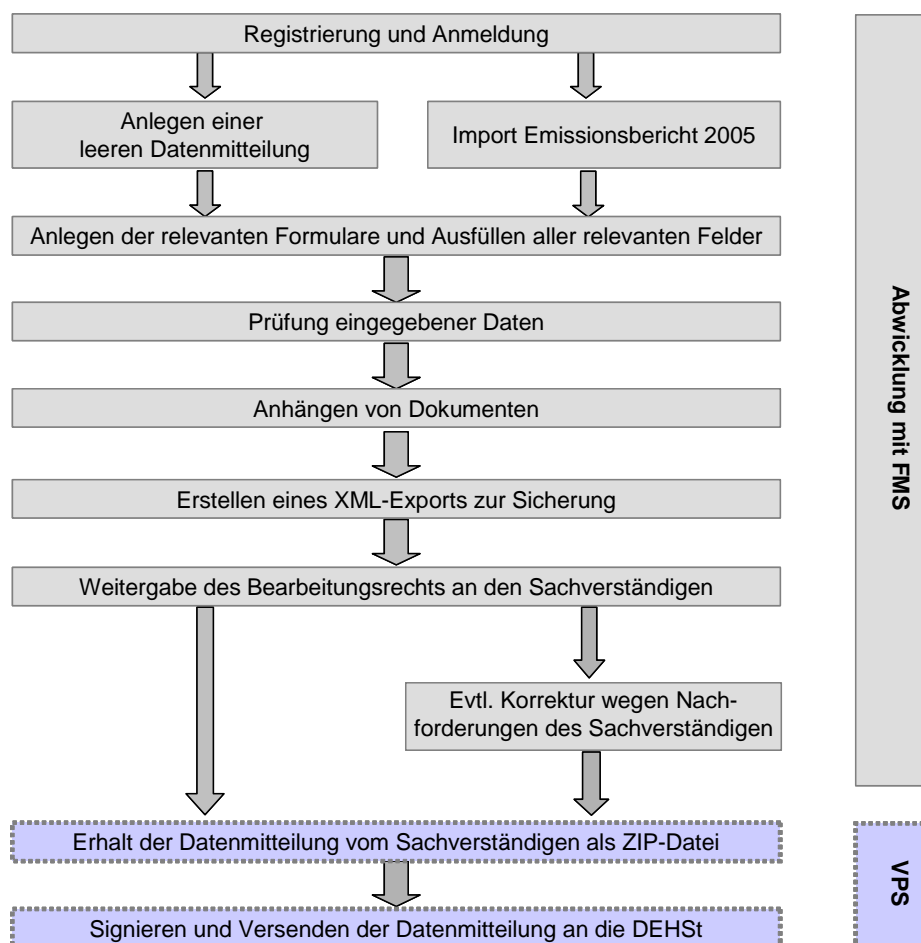 Registrierung und Anmeldung
Anlegen einer
leeren Datenmitteilung
Import Emissionsbericht 2005
Anlegen der relevanten Formulare und Ausfüllen aller relevanten Felder
Prüfung eingegebener Daten
Anhängen von Dokumenten
Erstellen eines XML-Exports zur Sicherung
Weitergabe des Bearbeitungsrechts an den Sachverständigen
Evtl. Korrektur wegen Nach-
forderungen des Sachverständigen
Erhalt der Datenmitteilung vom Sachverständigen als ZIP-Datei
Signieren und Versenden der Datenmitteilung an die DEHSt
Abwicklung mit FMS
VPS